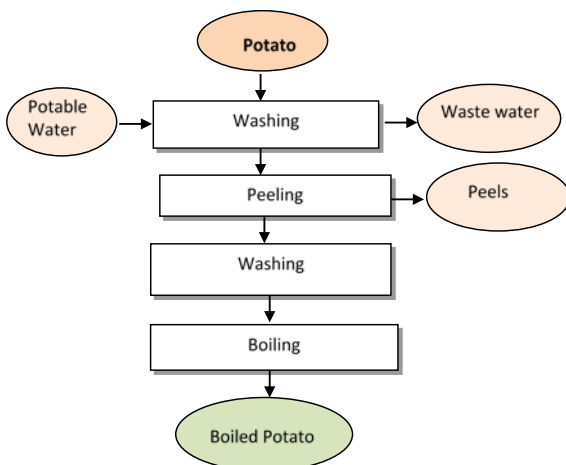 Potato
Potable
Water
Washing
Waste water
Peeling
Peels
Washing
Boiling
Boiled Potato